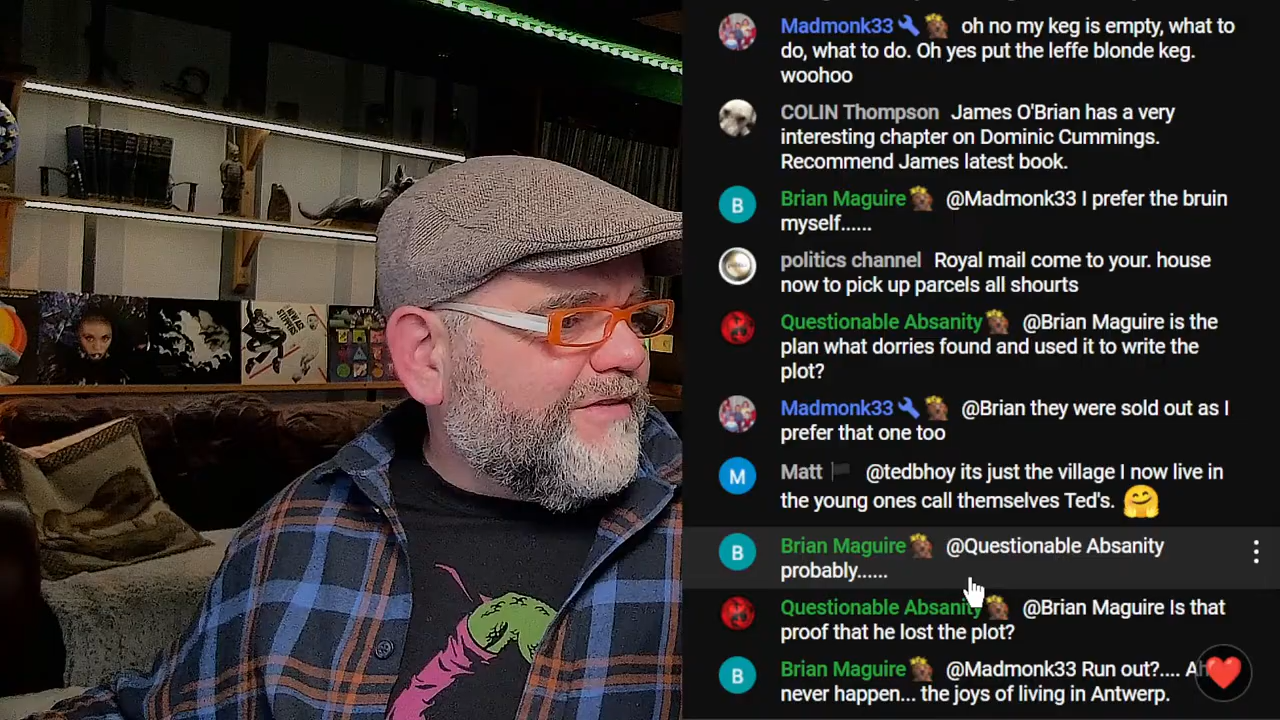 Madmonk33 oh no my keg is empty, what to
do, what to do. Oh yes put the leffe blonde keg.
woohoo
COLIN Thompson James O'Brian has a very
interesting chapter on Dominic Cummings.
Recommend James latest book.
Brian Maguire @Madmonk33 I prefer the bruin
myself......
politics channel Royal mail come to your. house
now to pick up parcels all shourts
Questionable Absanity @Brian Maguire is the
plan what dorries found and used it to write the
plot?
Madmonk33 @Brian they were sold out as I
prefer that one too
M
Matt @tedbhoy its just the village I now live in
the young ones call themselves Ted's.
B
Brian Maguire @Questionable Absanity
probably......
Questionable Absanity @Brian Maguire Is that
proof that he lost the plot?
B
Brian Maguire @Madmonk33 Run out?....
never happen... the joys of living in Antwerp.